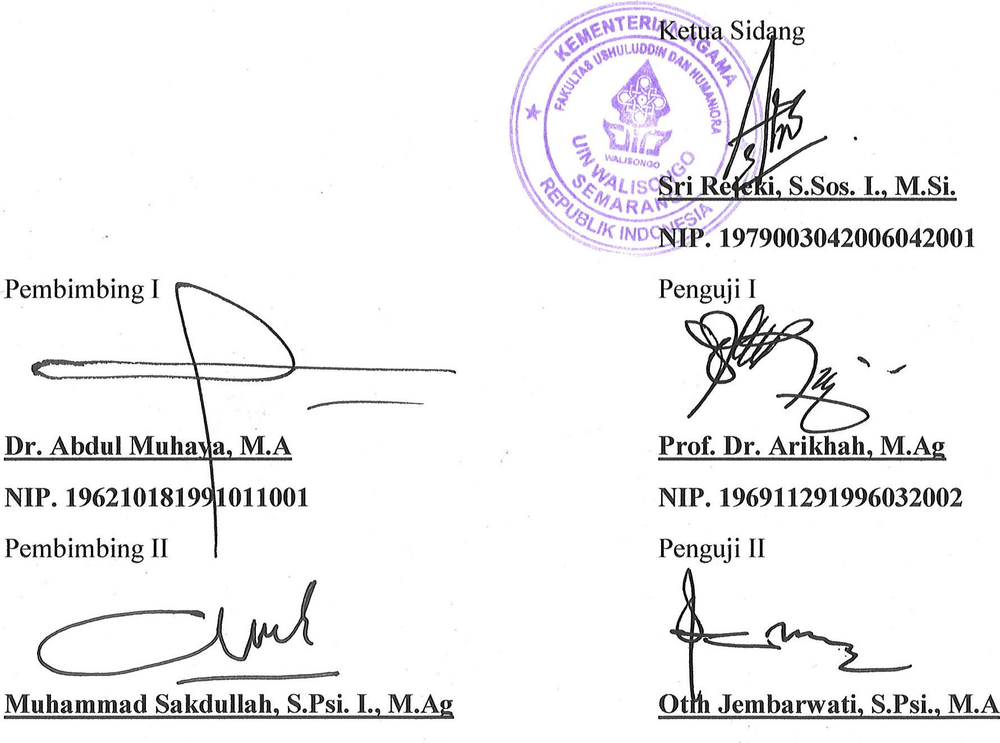 KEMENTERIAN AGAMA
FAKULTAS USHULUDDIN DAN HUMANIORA
WALISONGO
UIN WALISONGO
SEMARANG
REPUBLIK INDONESIA
Ketua Sidang
Sri Rejeki, S.Sos. I., M.Si.
NIP. 1979003042006042001
Pembimbing I
Penguji I
Dr. Abdul Muhaya, M.A
Prof. Dr. Arikhah, M.Ag
NIP. 196210181991011001
NIP. 196911291996032002
Pembimbing II
Penguji II
Muhammad Sakdullah, S.Psi. I., M.Ag
Otih Jembarwati, S.Psi., M.A